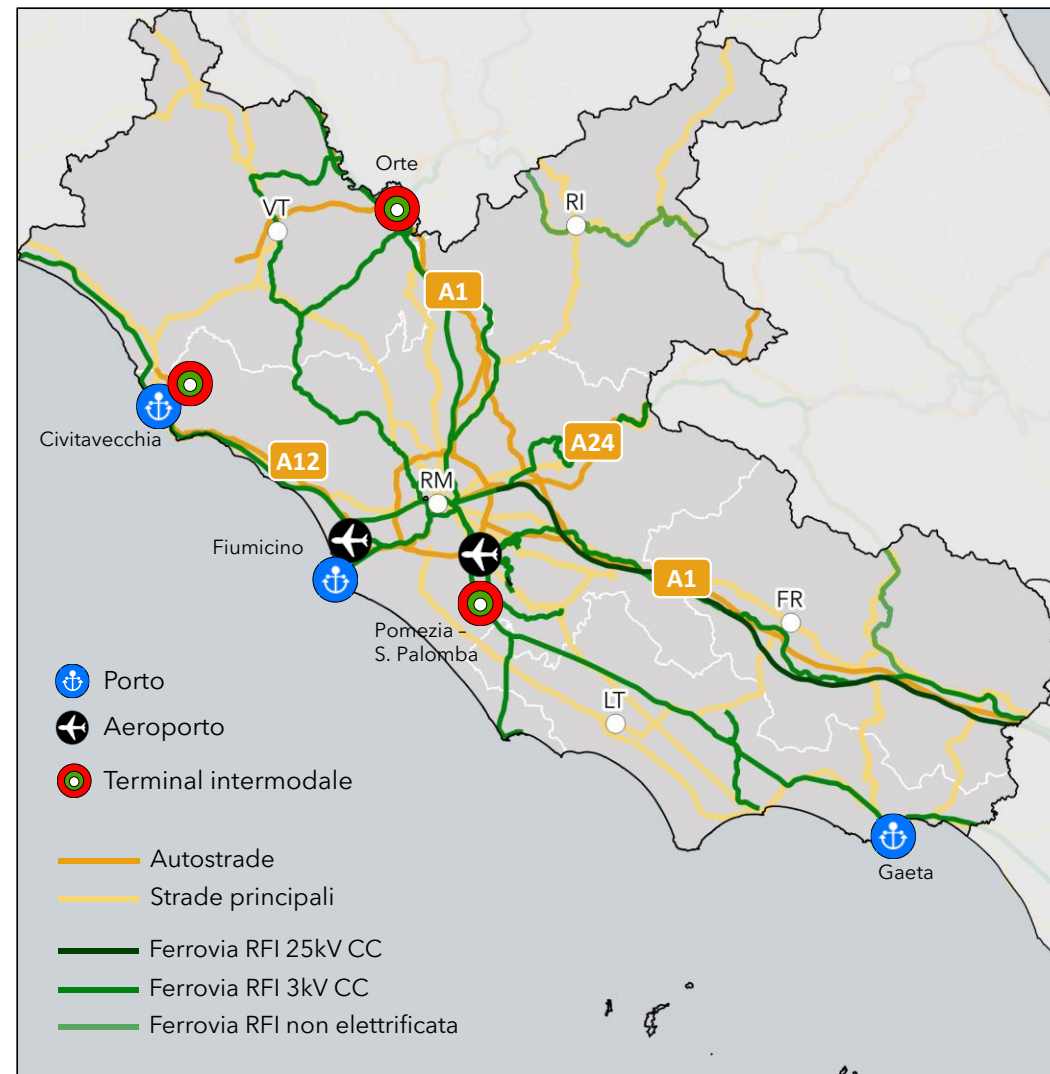 Orte
VT
RI
A1
Civitavecchia
A24
A12
RM
Fiumicino
A1
FR
Pomezia –
S. Palomba
LT
Gaeta
Porto
Aeroporto
Terminal intermodale
Autostrade
Strade principali
Ferrovia RFI 25kV CC
Ferrovia RFI 3kV CC
Ferrovia RFI non elettrificata